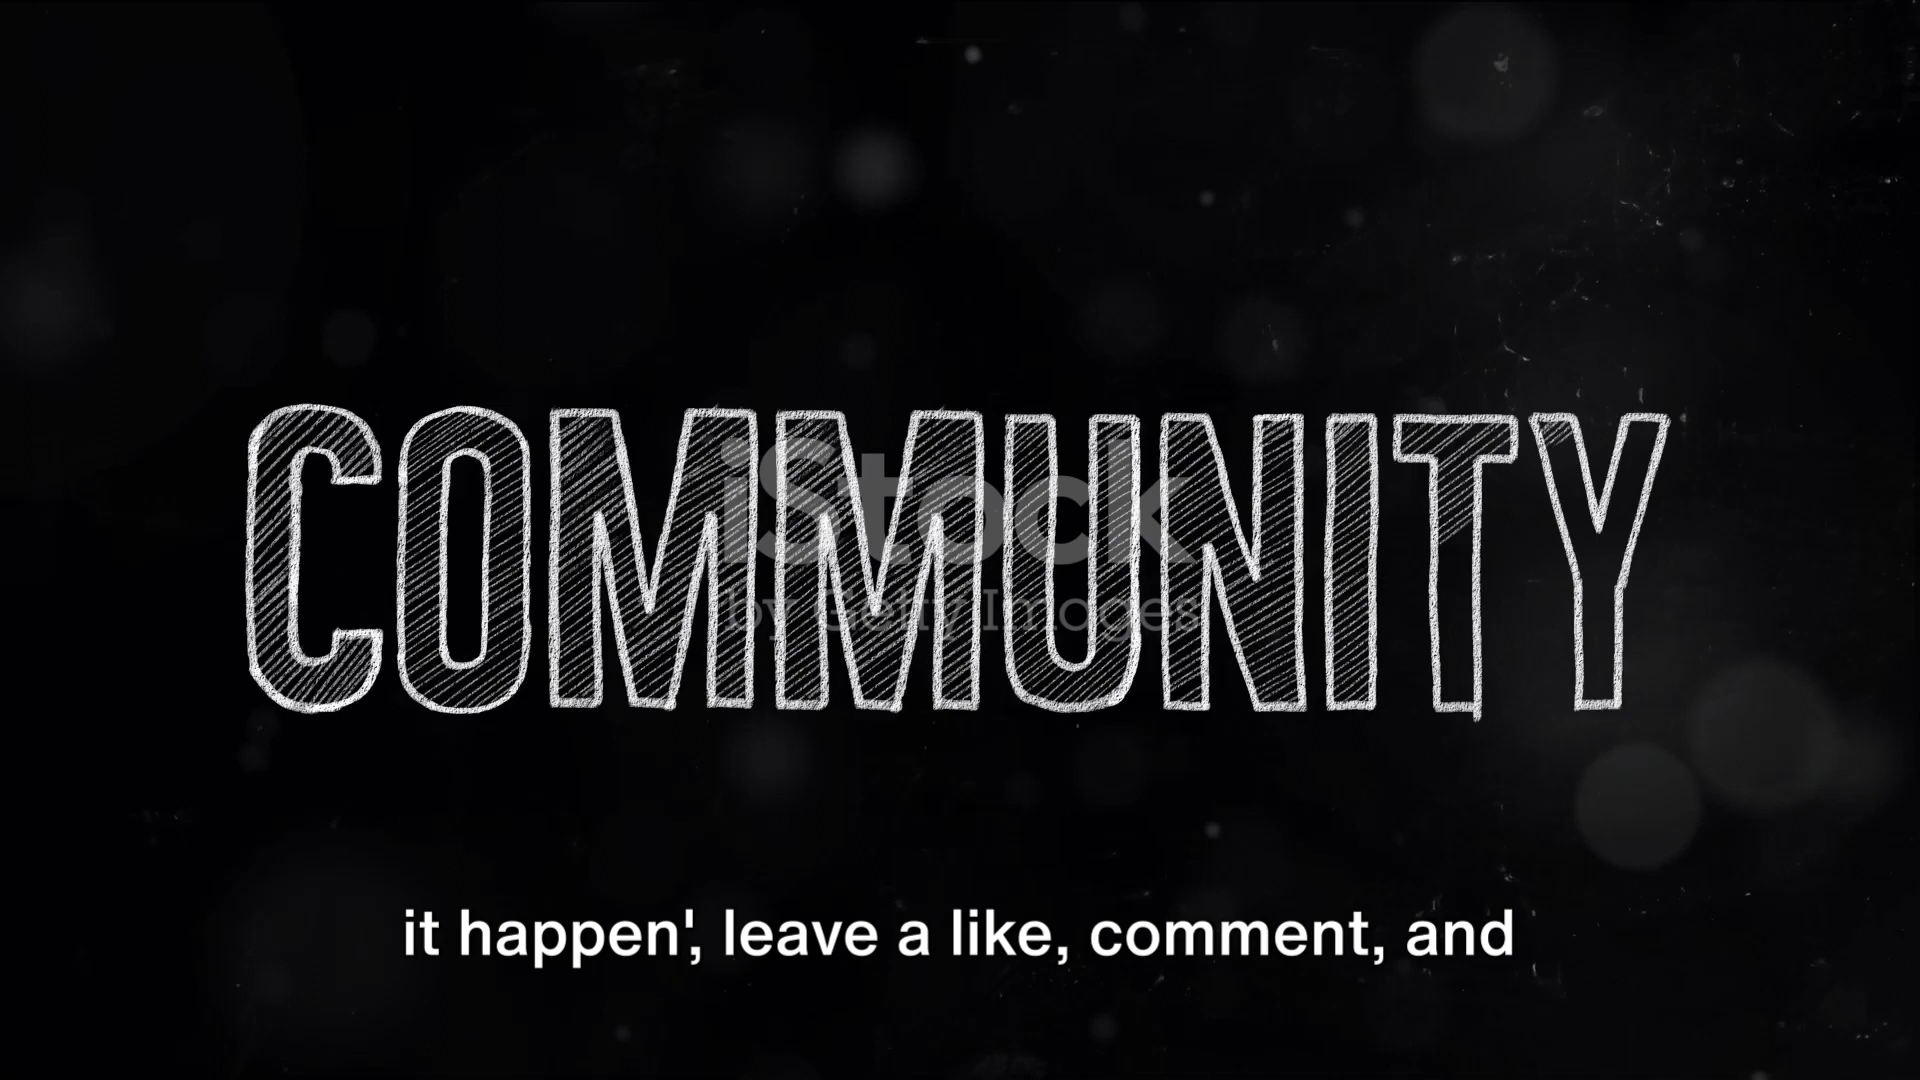 COMMUNITY
iStock
by Getty Images
it happen', leave a like, comment, and